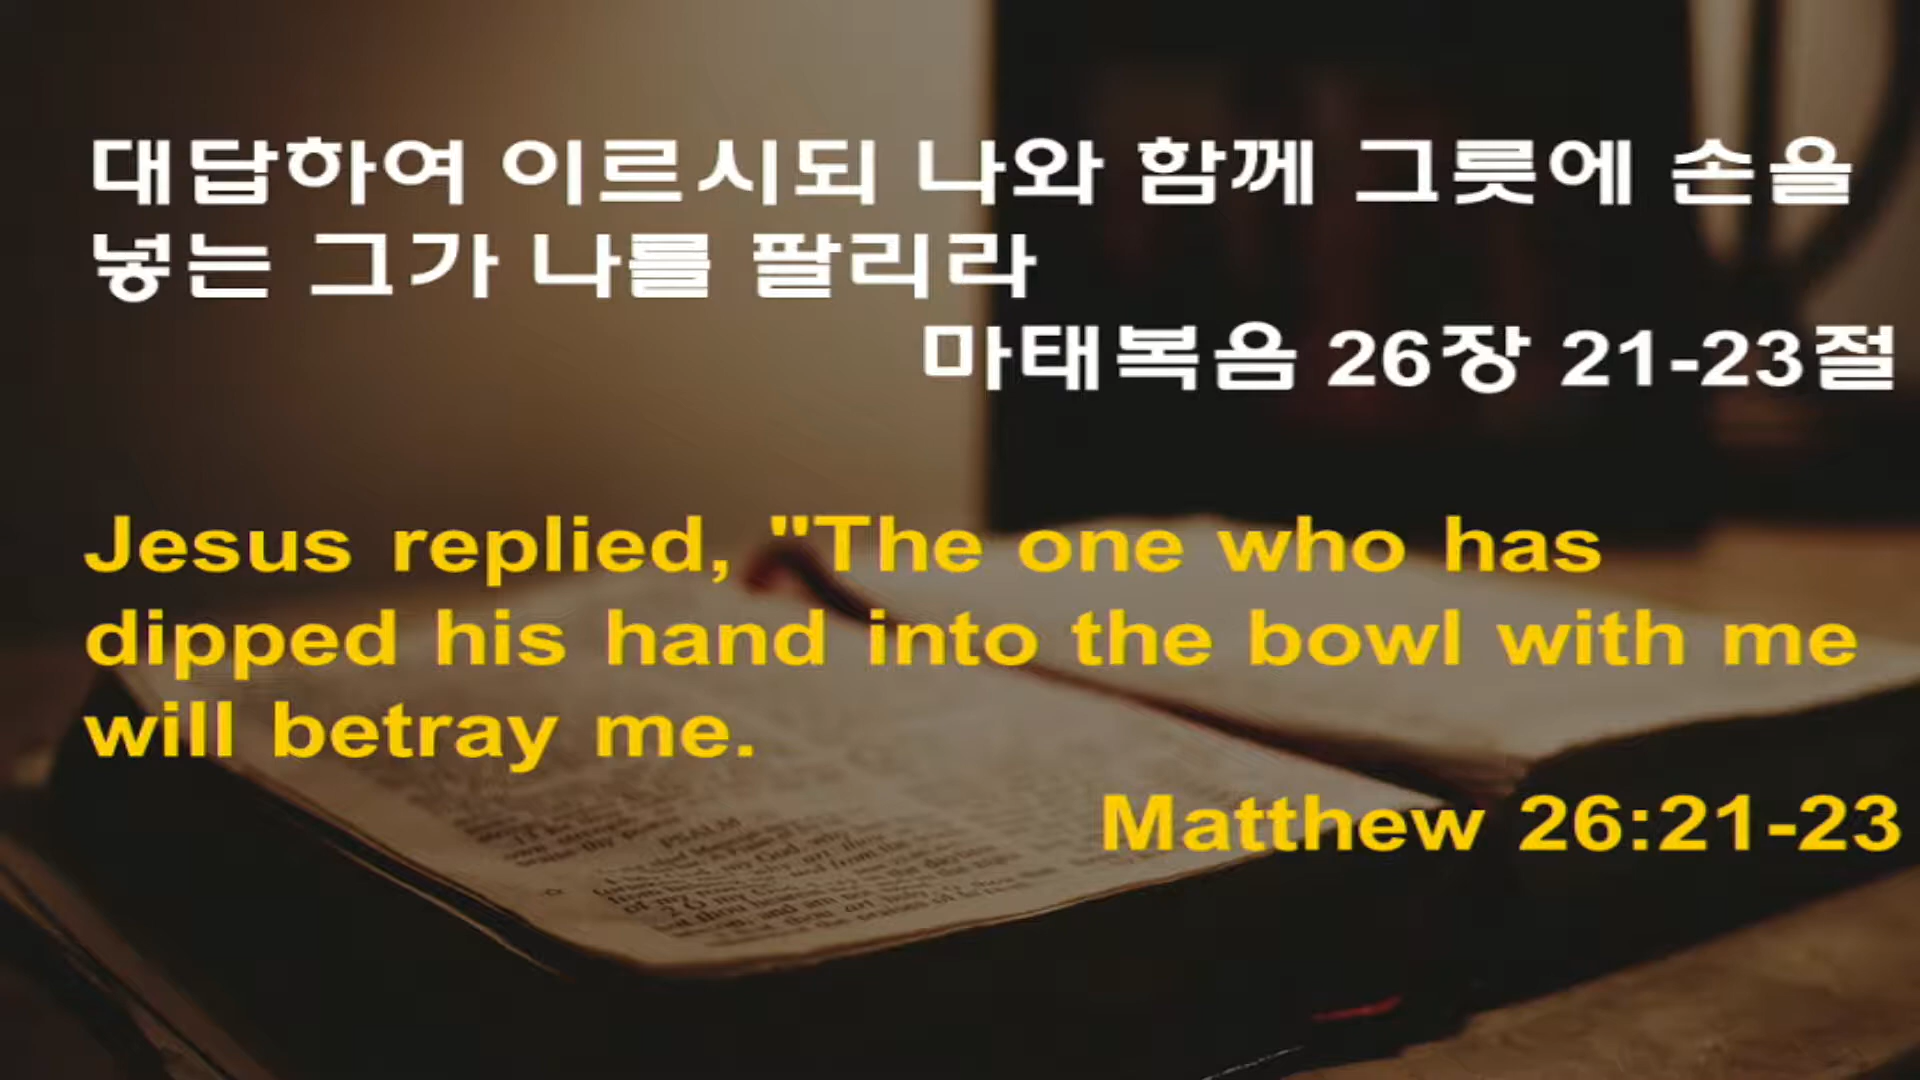 대답하여 이르시되 나와 함께 그릇에 손을
넣는 그가 나를 팔리라
마태복음 26장 21-23절
Jesus replied, "The one who has
dipped his hand into the bowl with me
will betray me.
Matthew 26:21-23
PSALM